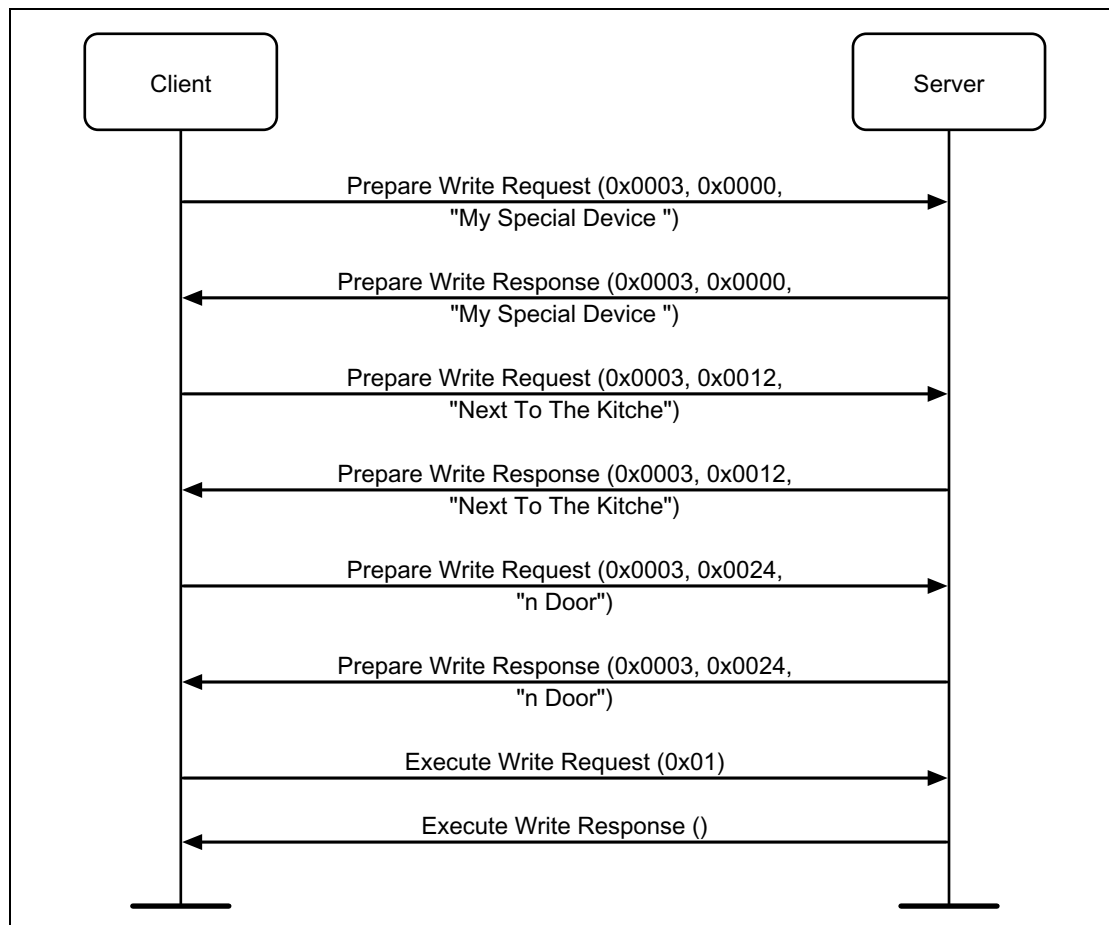 Client
Server
Prepare Write Request (0x0003, 0x0000,
"My Special Device ")
Prepare Write Response (0x0003, 0x0000,
"My Special Device ")
Prepare Write Request (0x0003, 0x0012,
"Next To The Kitche")
Prepare Write Response (0x0003, 0x0012,
"Next To The Kitche")
Prepare Write Request (0x0003, 0x0024,
"n Door")
Prepare Write Response (0x0003, 0x0024,
"n Door")
Execute Write Request (0x01)
Execute Write Response ()